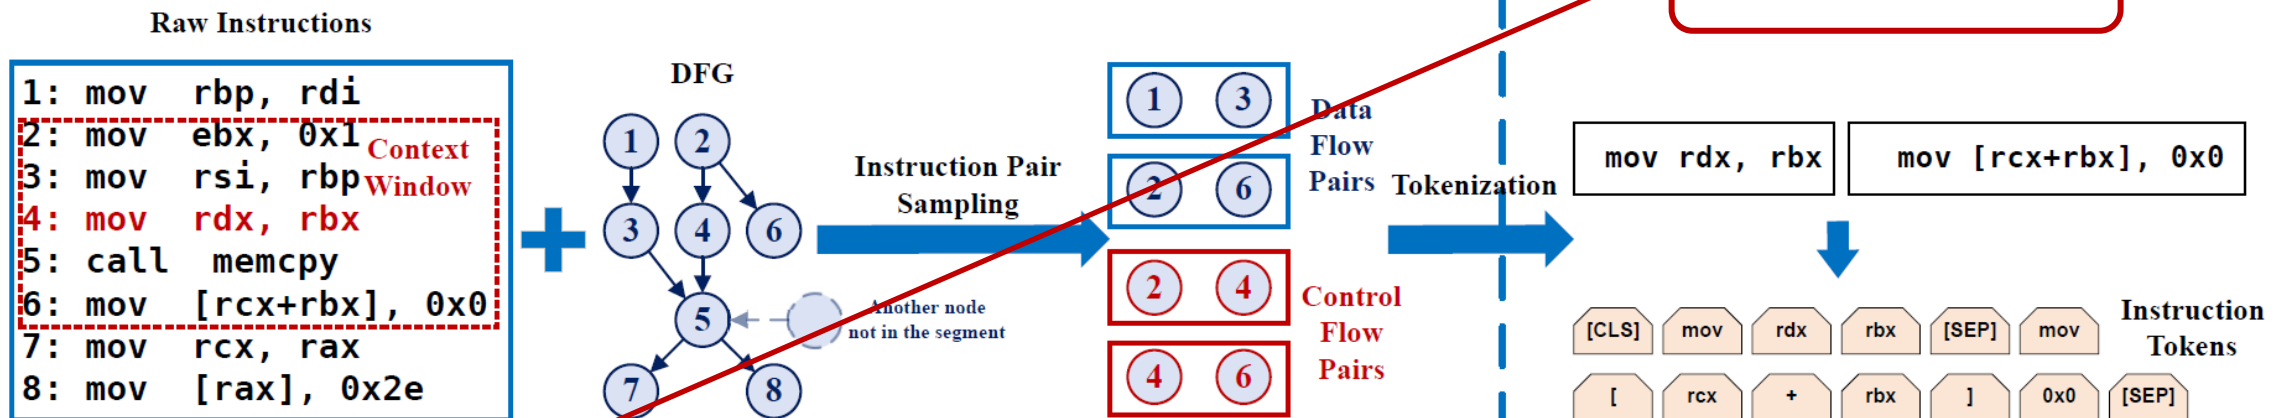 Raw Instructions
1: mov rbp, rdi
2: mov ebx, 0x1
3: mov rsi, rbp
4: mov rdx, rbx
5: call memcpy
6: mov [rcx+rbx], 0x0
7: mov rcx, rax
8: mov [rax], 0x2e
Context
Window
DFG
1 2
3 4 6
5
7 8
Another node
not in the segment
Instruction Pair
Sampling
1 3
2 6
2 4
4 6
Data
Flow
Pairs
Control
Flow
Pairs
Tokenization
mov rdx, rbx
mov [rcx+rbx], 0x0
[CLS] mov rdx rbx [SEP] mov
[ rcx + rbx ] 0x0 [SEP]
Instruction
Tokens